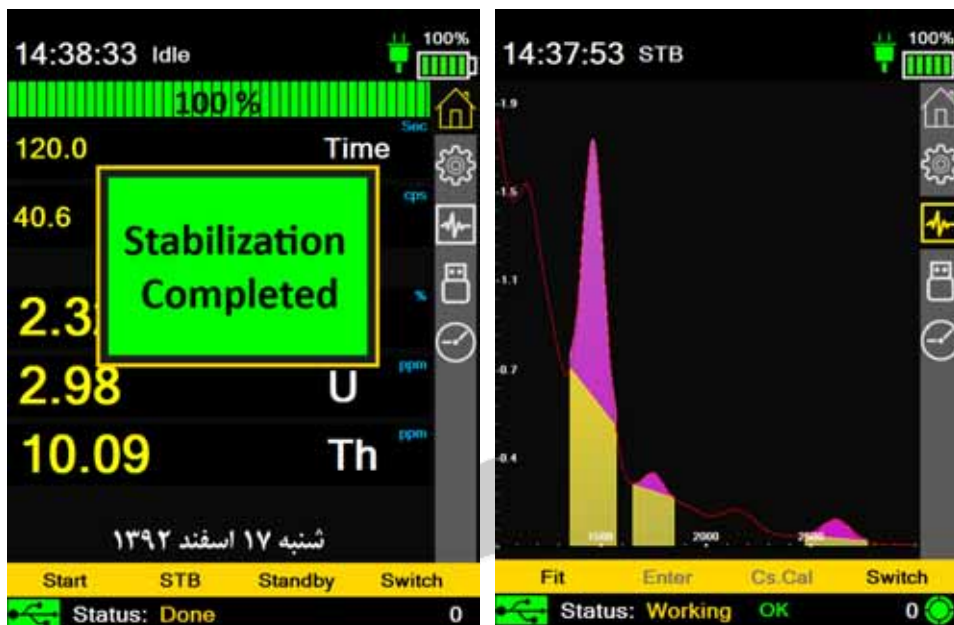 14:38:33 Idle 100%
100 %
Sec
120.0 Time
cps
40.6
Stabilization
Completed
%
ppm
2.98 U
ppm
10.09 Th
شنبه ۱۷ اسفند ۱۳۹۲
Start STB Standby Switch
Status: Done 0
14:37:53 STB 100%
-1.9
-1.5
-1.1
-0.7
-0.4
1500 2000 2500
Fit Enter Cs.Cal Switch
Status: Working OK 0